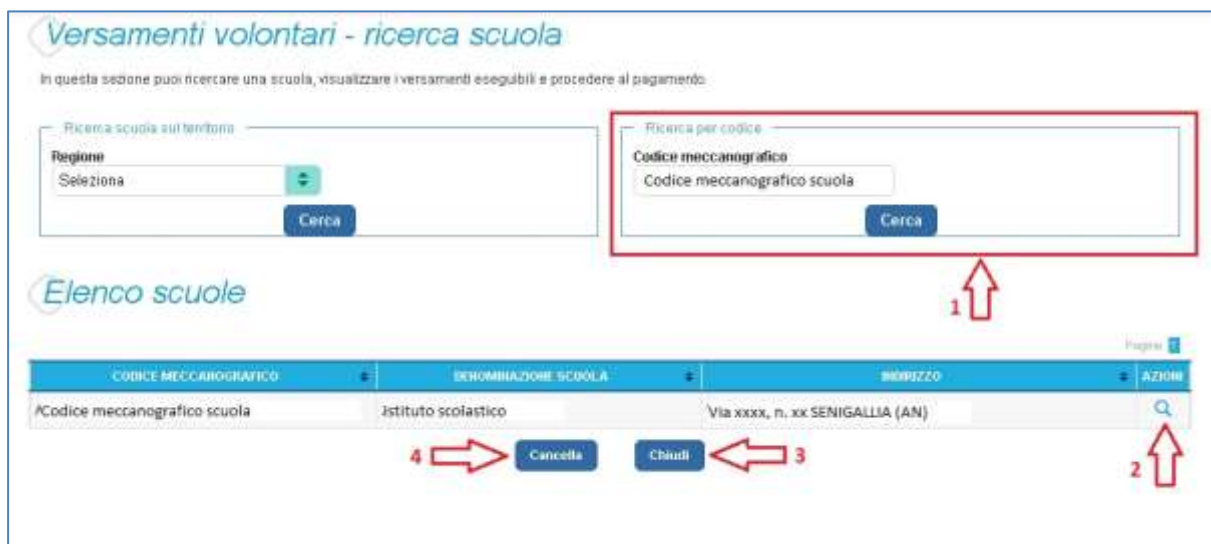 Versamenti volontari - ricerca scuola
In questa sezione puoi ricercare una scuola, visualizzare i versamenti eseguibili e procedere al pagamento.
Ricerca scuola sul territorio
Regione
Seleziona
Cerca
Ricerca per codice
Codice meccanografico
Codice meccanografico scuola
Cerca
1
Elenco scuole
Pagine 1
CODICE MECCANOGRAFICO DENOMINAZIONE SCUOLA INDIRIZZO AZIONI
Codice meccanografico scuola Istituto scolastico Via xxxx, n. xx SENIGALLIA (AN)
4 Cancella Chiudi 3
2